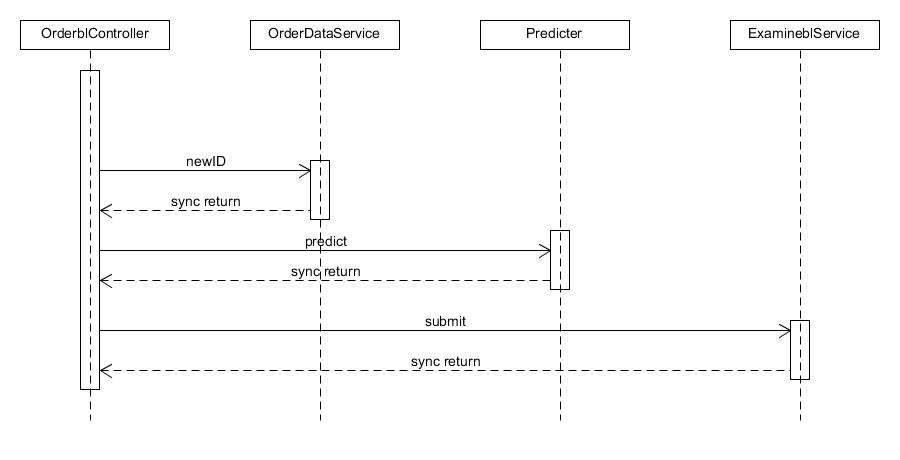 OrderblController
OrderDataService
Predicter
ExamineblService
newID
sync return
predict
sync return
submit
sync return